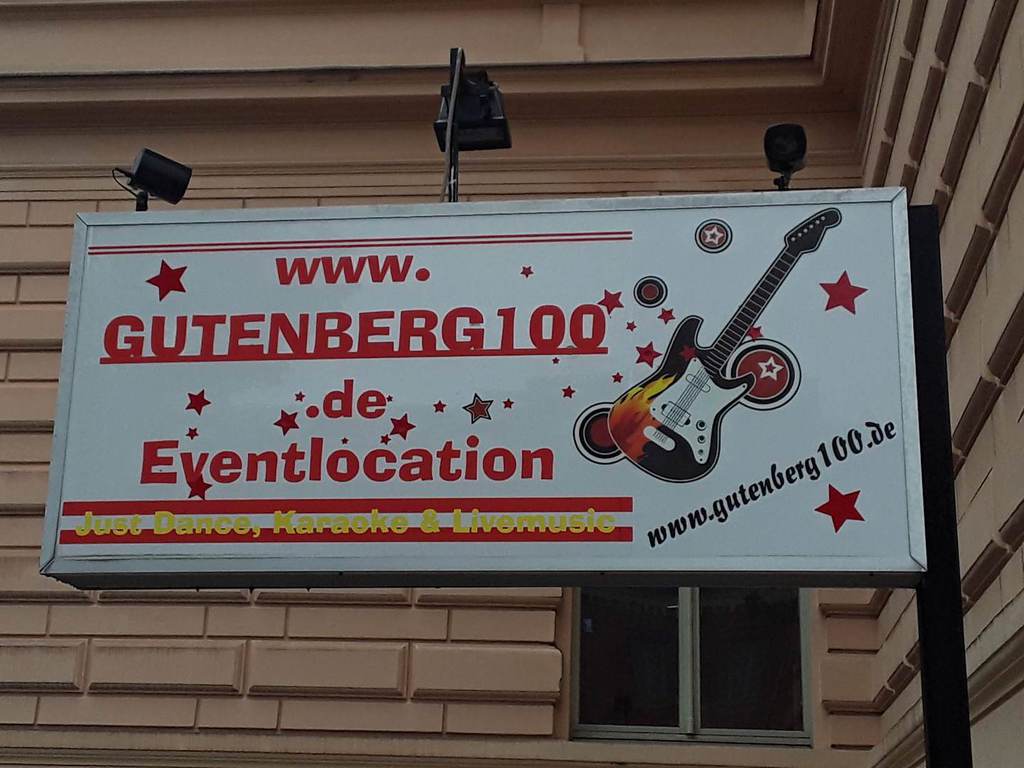 www.
GUTENBERG100
.de
Eventlocation
Just Dance, Karaoke & Livemusic
www.gutenberg100.de